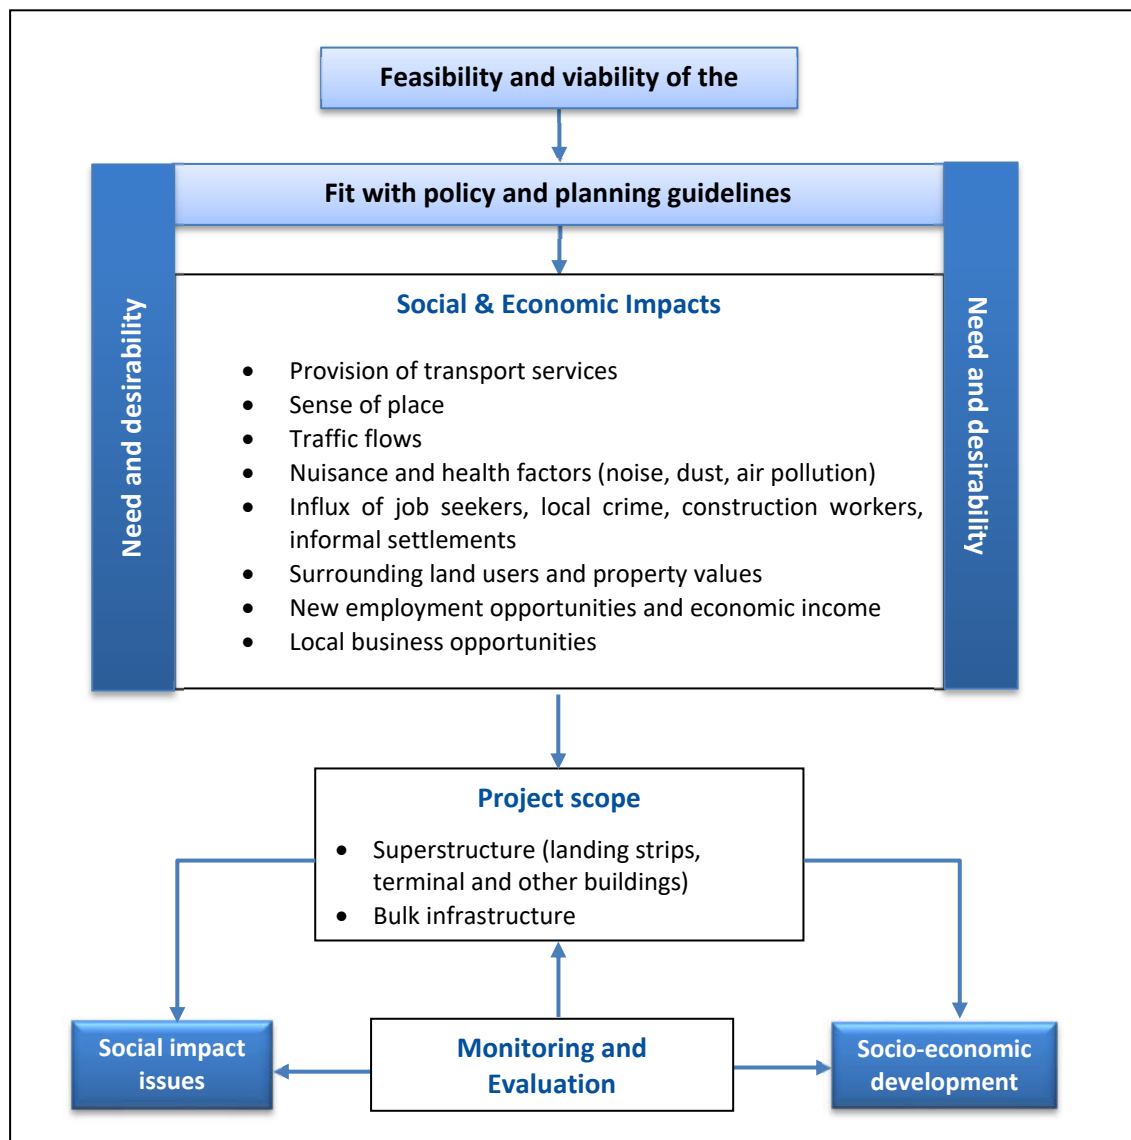 Feasibility and viability of the
Fit with policy and planning guidelines
Need and desirability
Social & Economic Impacts
• Provision of transport services
• Sense of place
• Traffic flows
• Nuisance and health factors (noise, dust, air pollution)
• Influx of job seekers, local crime, construction workers,
informal settlements
• Surrounding land users and property values
• New employment opportunities and economic income
• Local business opportunities
Need and desirability
Project scope
• Superstructure (landing strips,
terminal and other buildings)
• Bulk infrastructure
Social impact
issues
Monitoring and
Evaluation
Socio-economic
development